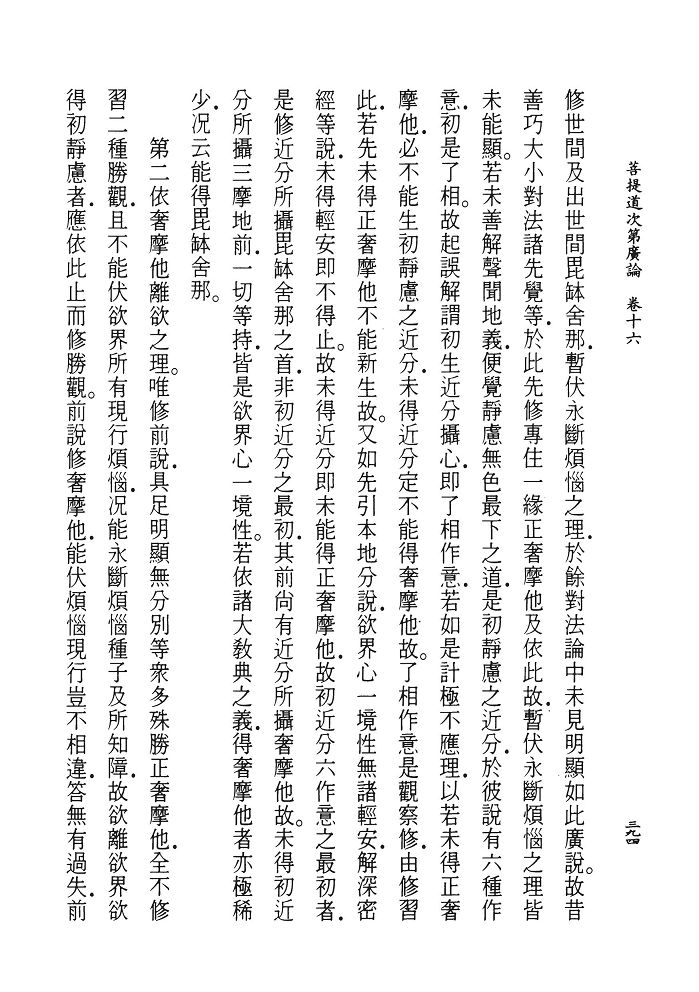 菩提道次第廣論　卷十六
三九四
修世間及出世間毘缽舍那．暫伏永斷煩惱之理．於餘對法論中未見明顯如此廣說。故昔
善巧大小對法諸先覺等．於此先修專住一緣正奢摩他及依此故．暫伏永斷煩惱之理皆
未能顯。若未善解聲聞地義．便覺靜慮無色最下之道．是初靜慮之近分．於彼說有六種作
意．初是了相。故起誤解謂初生近分攝心．即了相作意．若如是計極不應理．以若未得正奢
摩他．必不能生初靜慮之近分．未得近分定不能得奢摩他故。了相作意是觀察修．由修習
此．若先未得正奢摩他不能新生故。又如先引本地分說．欲界心一境性無諸輕安．解深密
經等說．未得輕安即不得止。故未得近分即未能得正奢摩他．故初近分六作意之最初者．
是修近分所攝毘缽舍那之首．非初近分之最初．其前尚有近分所攝奢摩他故。未得初近
分所攝三摩地前．一切等持．皆是欲界心一境性。若依諸大教典之義．得奢摩他者亦極稀
少．況云能得毘缽舍那。
第二依奢摩他離欲之理。唯修前說．具足明顯無分別等眾多殊勝正奢摩他．全不修
習二種勝觀．且不能伏欲界所有現行煩惱．況能永斷煩惱種子及所知障．故欲離欲界欲
得初靜慮者．應依此止而修勝觀。前說修奢摩他．能伏煩惱現行豈不相違．答無有過失．前